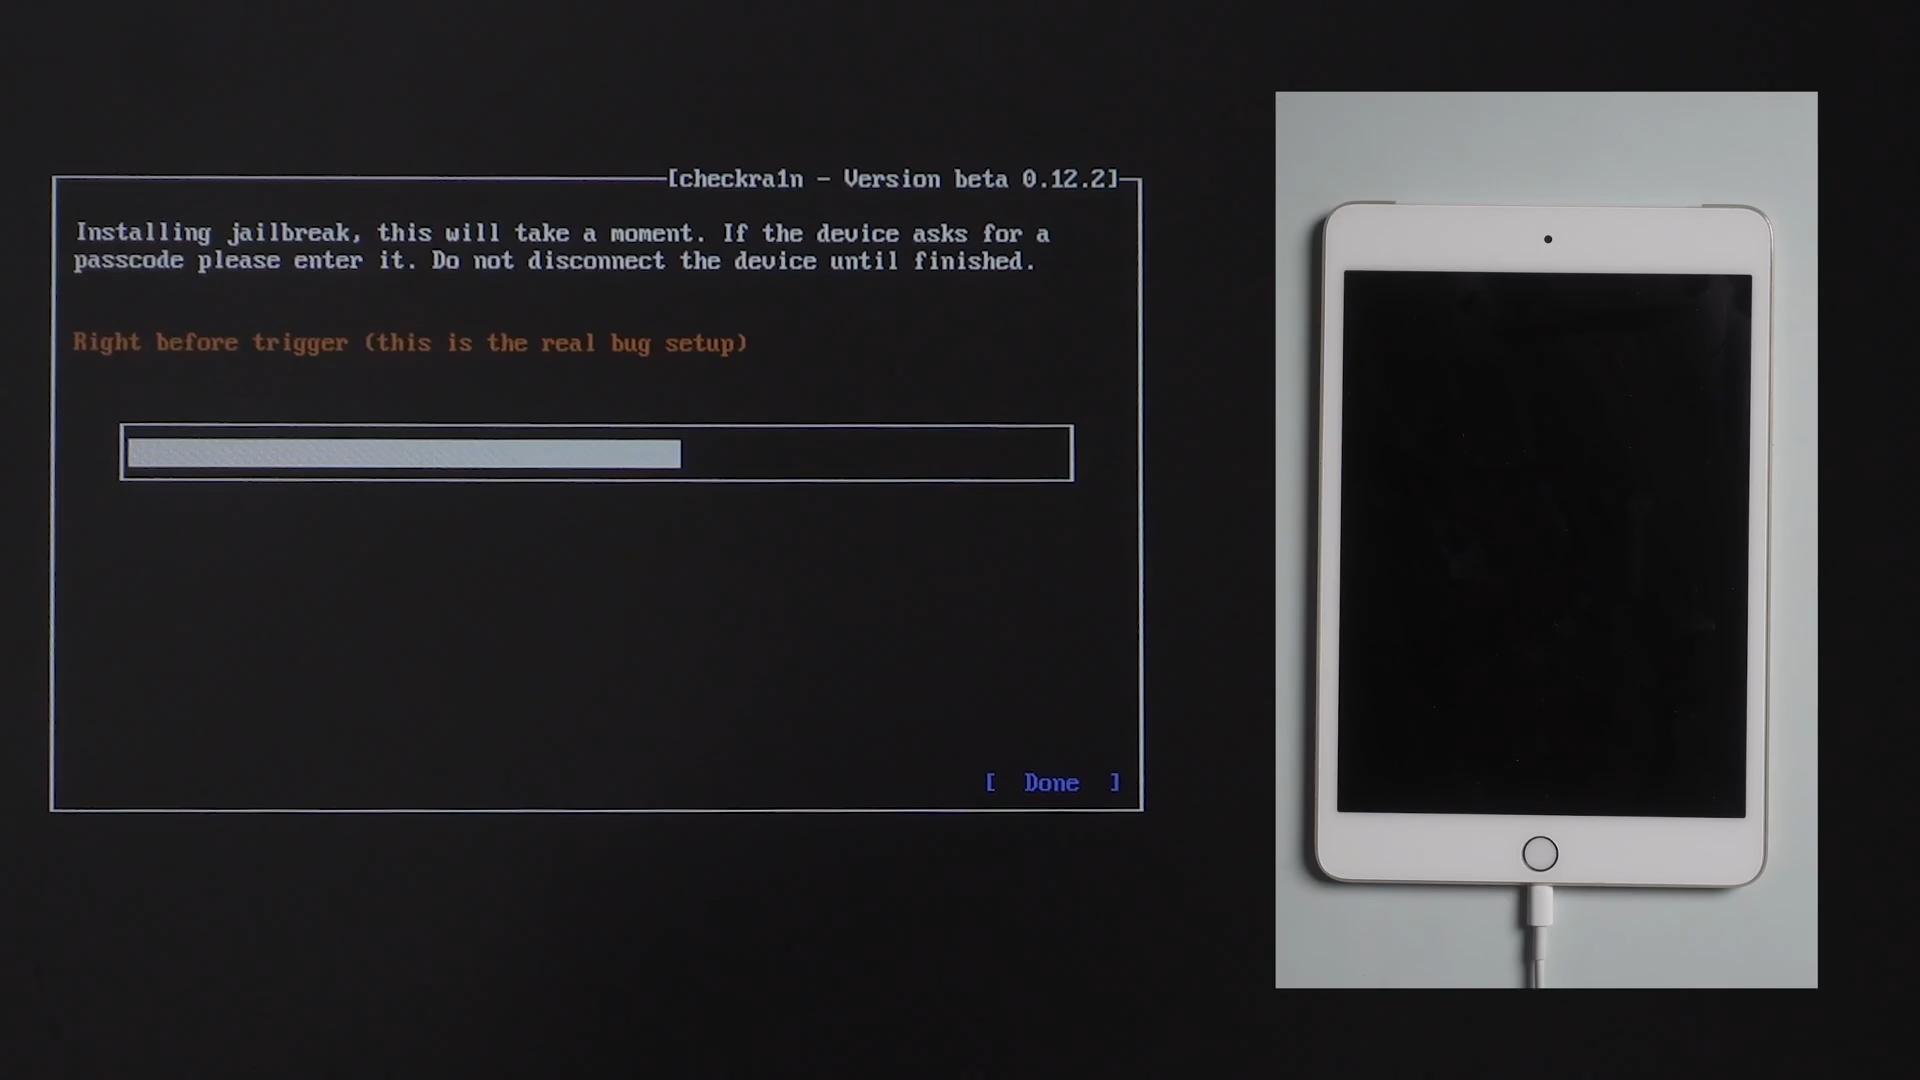 [checkra1n - Version beta 0.12.2]
Installing jailbreak, this will take a moment. If the device asks for a
passcode please enter it. Do not disconnect the device until finished.
Right before trigger (this is the real bug setup)
[ Done ]